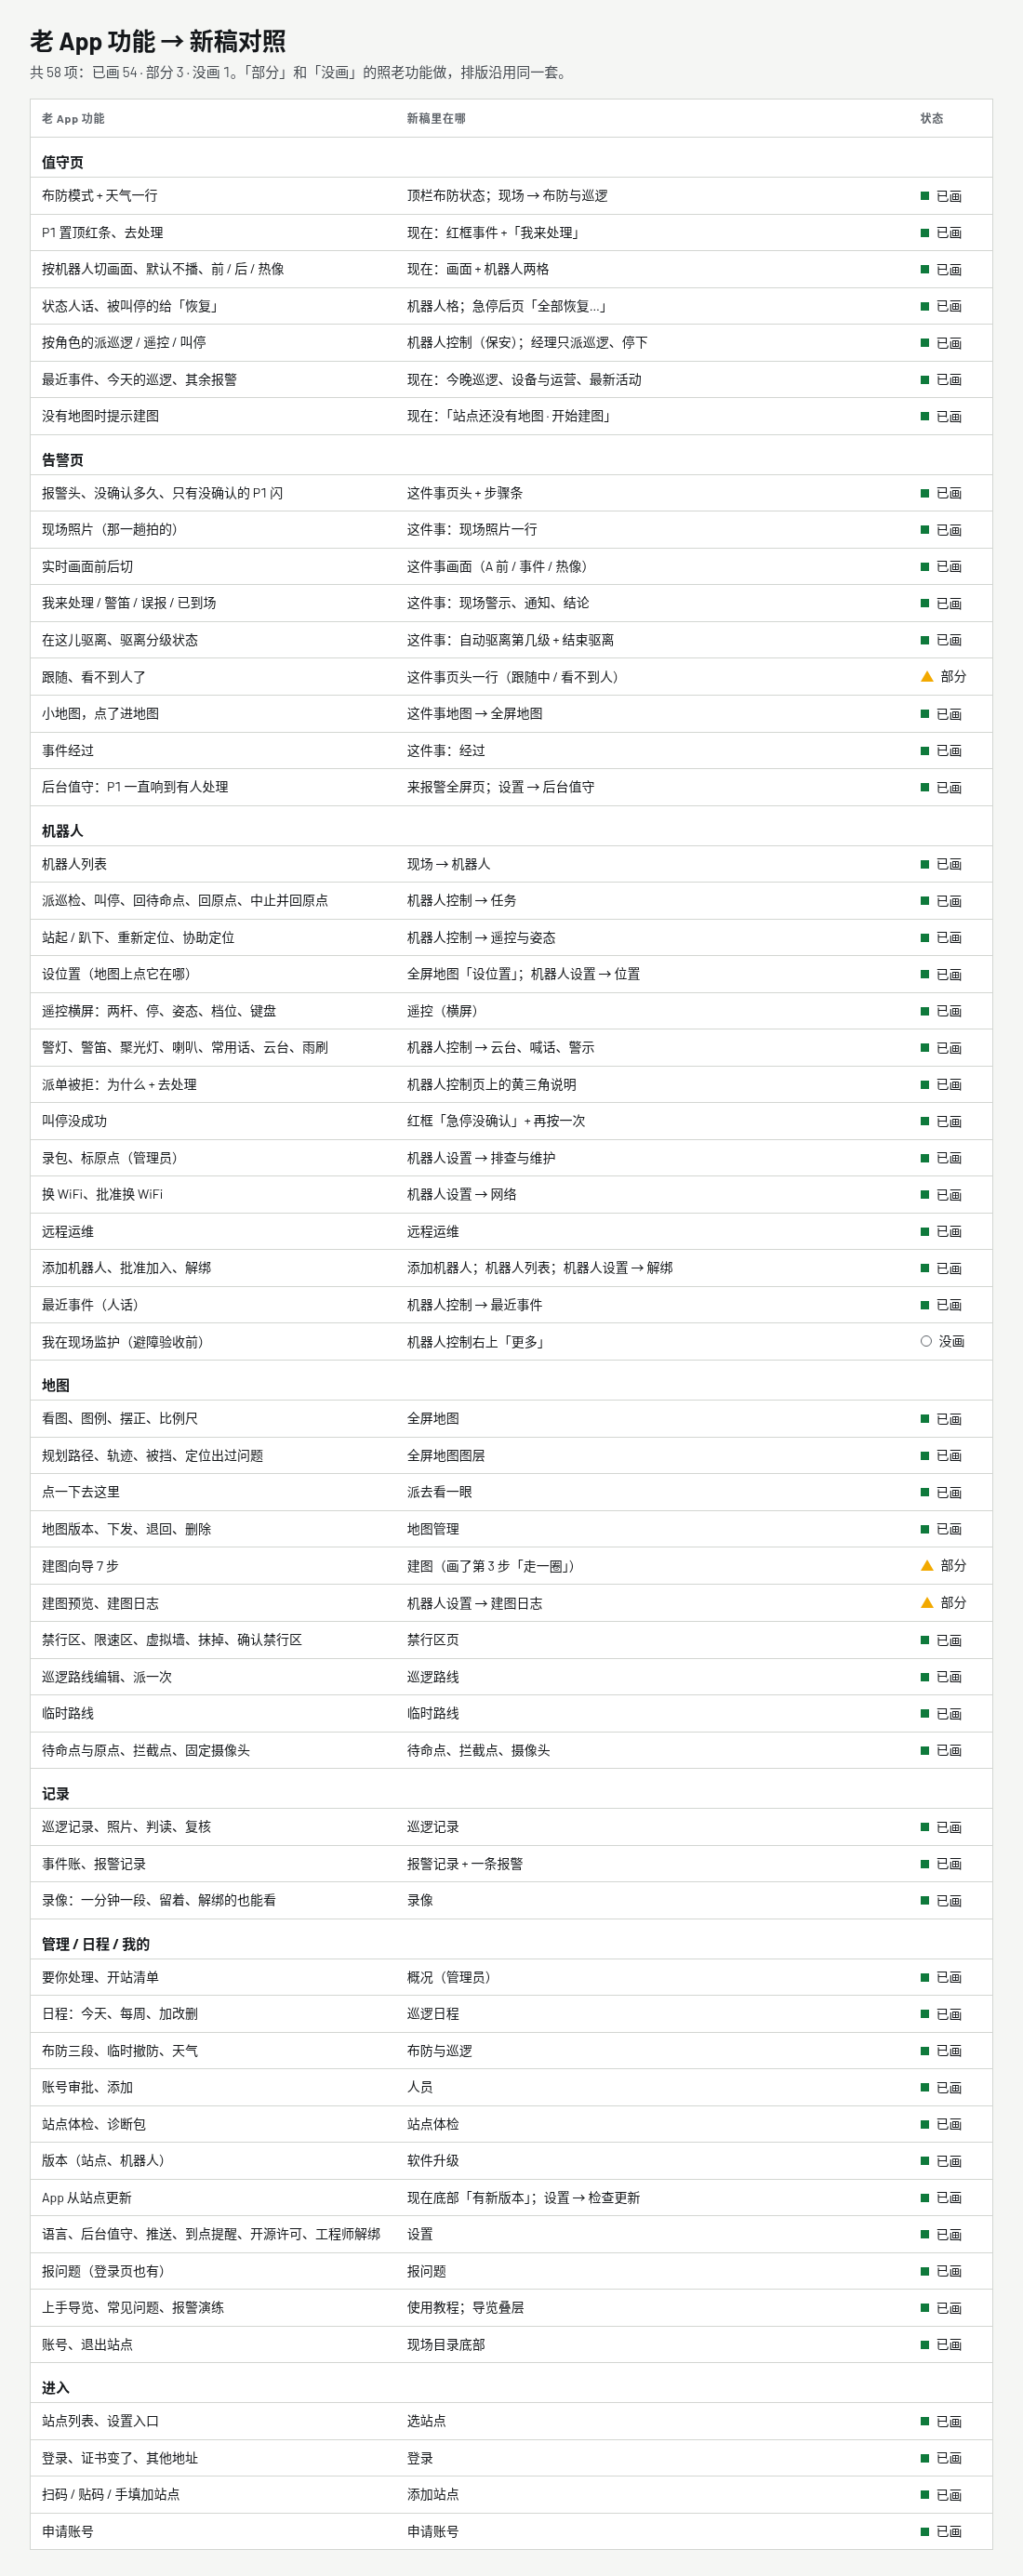 老 App 功能 → 新稿对照
共 58 项：已画 54 · 部分 3 · 没画 1。「部分」和「没画」的照老功能做，排版沿用同一套。
老 App 功能 新稿里在哪 状态
值守页
布防模式 + 天气一行 顶栏布防状态；现场 → 布防与巡逻 已画
P1 置顶红条、去处理 现在：红框事件 +「我来处理」 已画
按机器人切画面、默认不播、前 / 后 / 热像 现在：画面 + 机器人两格 已画
状态人话、被叫停的给「恢复」 机器人格；急停后页「全部恢复…」 已画
按角色的派巡逻 / 遥控 / 叫停 机器人控制（保安）；经理只派巡逻、停下 已画
最近事件、今天的巡逻、其余报警 现在：今晚巡逻、设备与运营、最新活动 已画
没有地图时提示建图 现在：「站点还没有地图 · 开始建图」 已画
告警页
报警头、没确认多久、只有没确认的 P1 闪 这件事页头 + 步骤条 已画
现场照片（那一趟拍的） 这件事：现场照片一行 已画
实时画面前后切 这件事画面（A 前 / 事件 / 热像） 已画
我来处理 / 警笛 / 误报 / 已到场 这件事：现场警示、通知、结论 已画
在这儿驱离、驱离分级状态 这件事：自动驱离第几级 + 结束驱离 已画
跟随、看不到人了 这件事页头一行（跟随中 / 看不到人） 部分
小地图，点了进地图 这件事地图 → 全屏地图 已画
事件经过 这件事：经过 已画
后台值守：P1 一直响到有人处理 来报警全屏页；设置 → 后台值守 已画
机器人
机器人列表 现场 → 机器人 已画
派巡检、叫停、回待命点、回原点、中止并回原点 机器人控制 → 任务 已画
站起 / 趴下、重新定位、协助定位 机器人控制 → 遥控与姿态 已画
设位置（地图上点它在哪） 全屏地图「设位置」；机器人设置 → 位置 已画
遥控横屏：两杆、停、姿态、档位、键盘 遥控（横屏） 已画
警灯、警笛、聚光灯、喇叭、常用话、云台、雨刷 机器人控制 → 云台、喊话、警示 已画
派单被拒：为什么 + 去处理 机器人控制页上的黄三角说明 已画
叫停没成功 红框「急停没确认」+ 再按一次 已画
录包、标原点（管理员） 机器人设置 → 排查与维护 已画
换 WiFi、批准换 WiFi 机器人设置 → 网络 已画
远程运维 远程运维 已画
添加机器人、批准加入、解绑 添加机器人；机器人列表；机器人设置 → 解绑 已画
最近事件（人话） 机器人控制 → 最近事件 已画
我在现场监护（避障验收前） 机器人控制右上「更多」 没画
地图
看图、图例、摆正、比例尺 全屏地图 已画
规划路径、轨迹、被挡、定位出过问题 全屏地图图层 已画
点一下去这里 派去看一眼 已画
地图版本、下发、退回、删除 地图管理 已画
建图向导 7 步 建图（画了第 3 步「走一圈」） 部分
建图预览、建图日志 机器人设置 → 建图日志 部分
禁行区、限速区、虚拟墙、抹掉、确认禁行区 禁行区页 已画
巡逻路线编辑、派一次 巡逻路线 已画
临时路线 临时路线 已画
待命点与原点、拦截点、固定摄像头 待命点、拦截点、摄像头 已画
记录
巡逻记录、照片、判读、复核 巡逻记录 已画
事件账、报警记录 报警记录 + 一条报警 已画
录像：一分钟一段、留着、解绑的也能看 录像 已画
管理 / 日程 / 我的
要你处理、开站清单 概况（管理员） 已画
日程：今天、每周、加改删 巡逻日程 已画
布防三段、临时撤防、天气 布防与巡逻 已画
账号审批、添加 人员 已画
站点体检、诊断包 站点体检 已画
版本（站点、机器人） 软件升级 已画
App 从站点更新 现在底部「有新版本」；设置 → 检查更新 已画
语言、后台值守、推送、到点提醒、开源许可、工程师解绑 设置 已画
报问题（登录页也有） 报问题 已画
上手导览、常见问题、报警演练 使用教程；导览叠层 已画
账号、退出站点 现场目录底部 已画
进入
站点列表、设置入口 选站点 已画
登录、证书变了、其他地址 登录 已画
扫码 / 贴码 / 手填加站点 添加站点 已画
申请账号 申请账号 已画